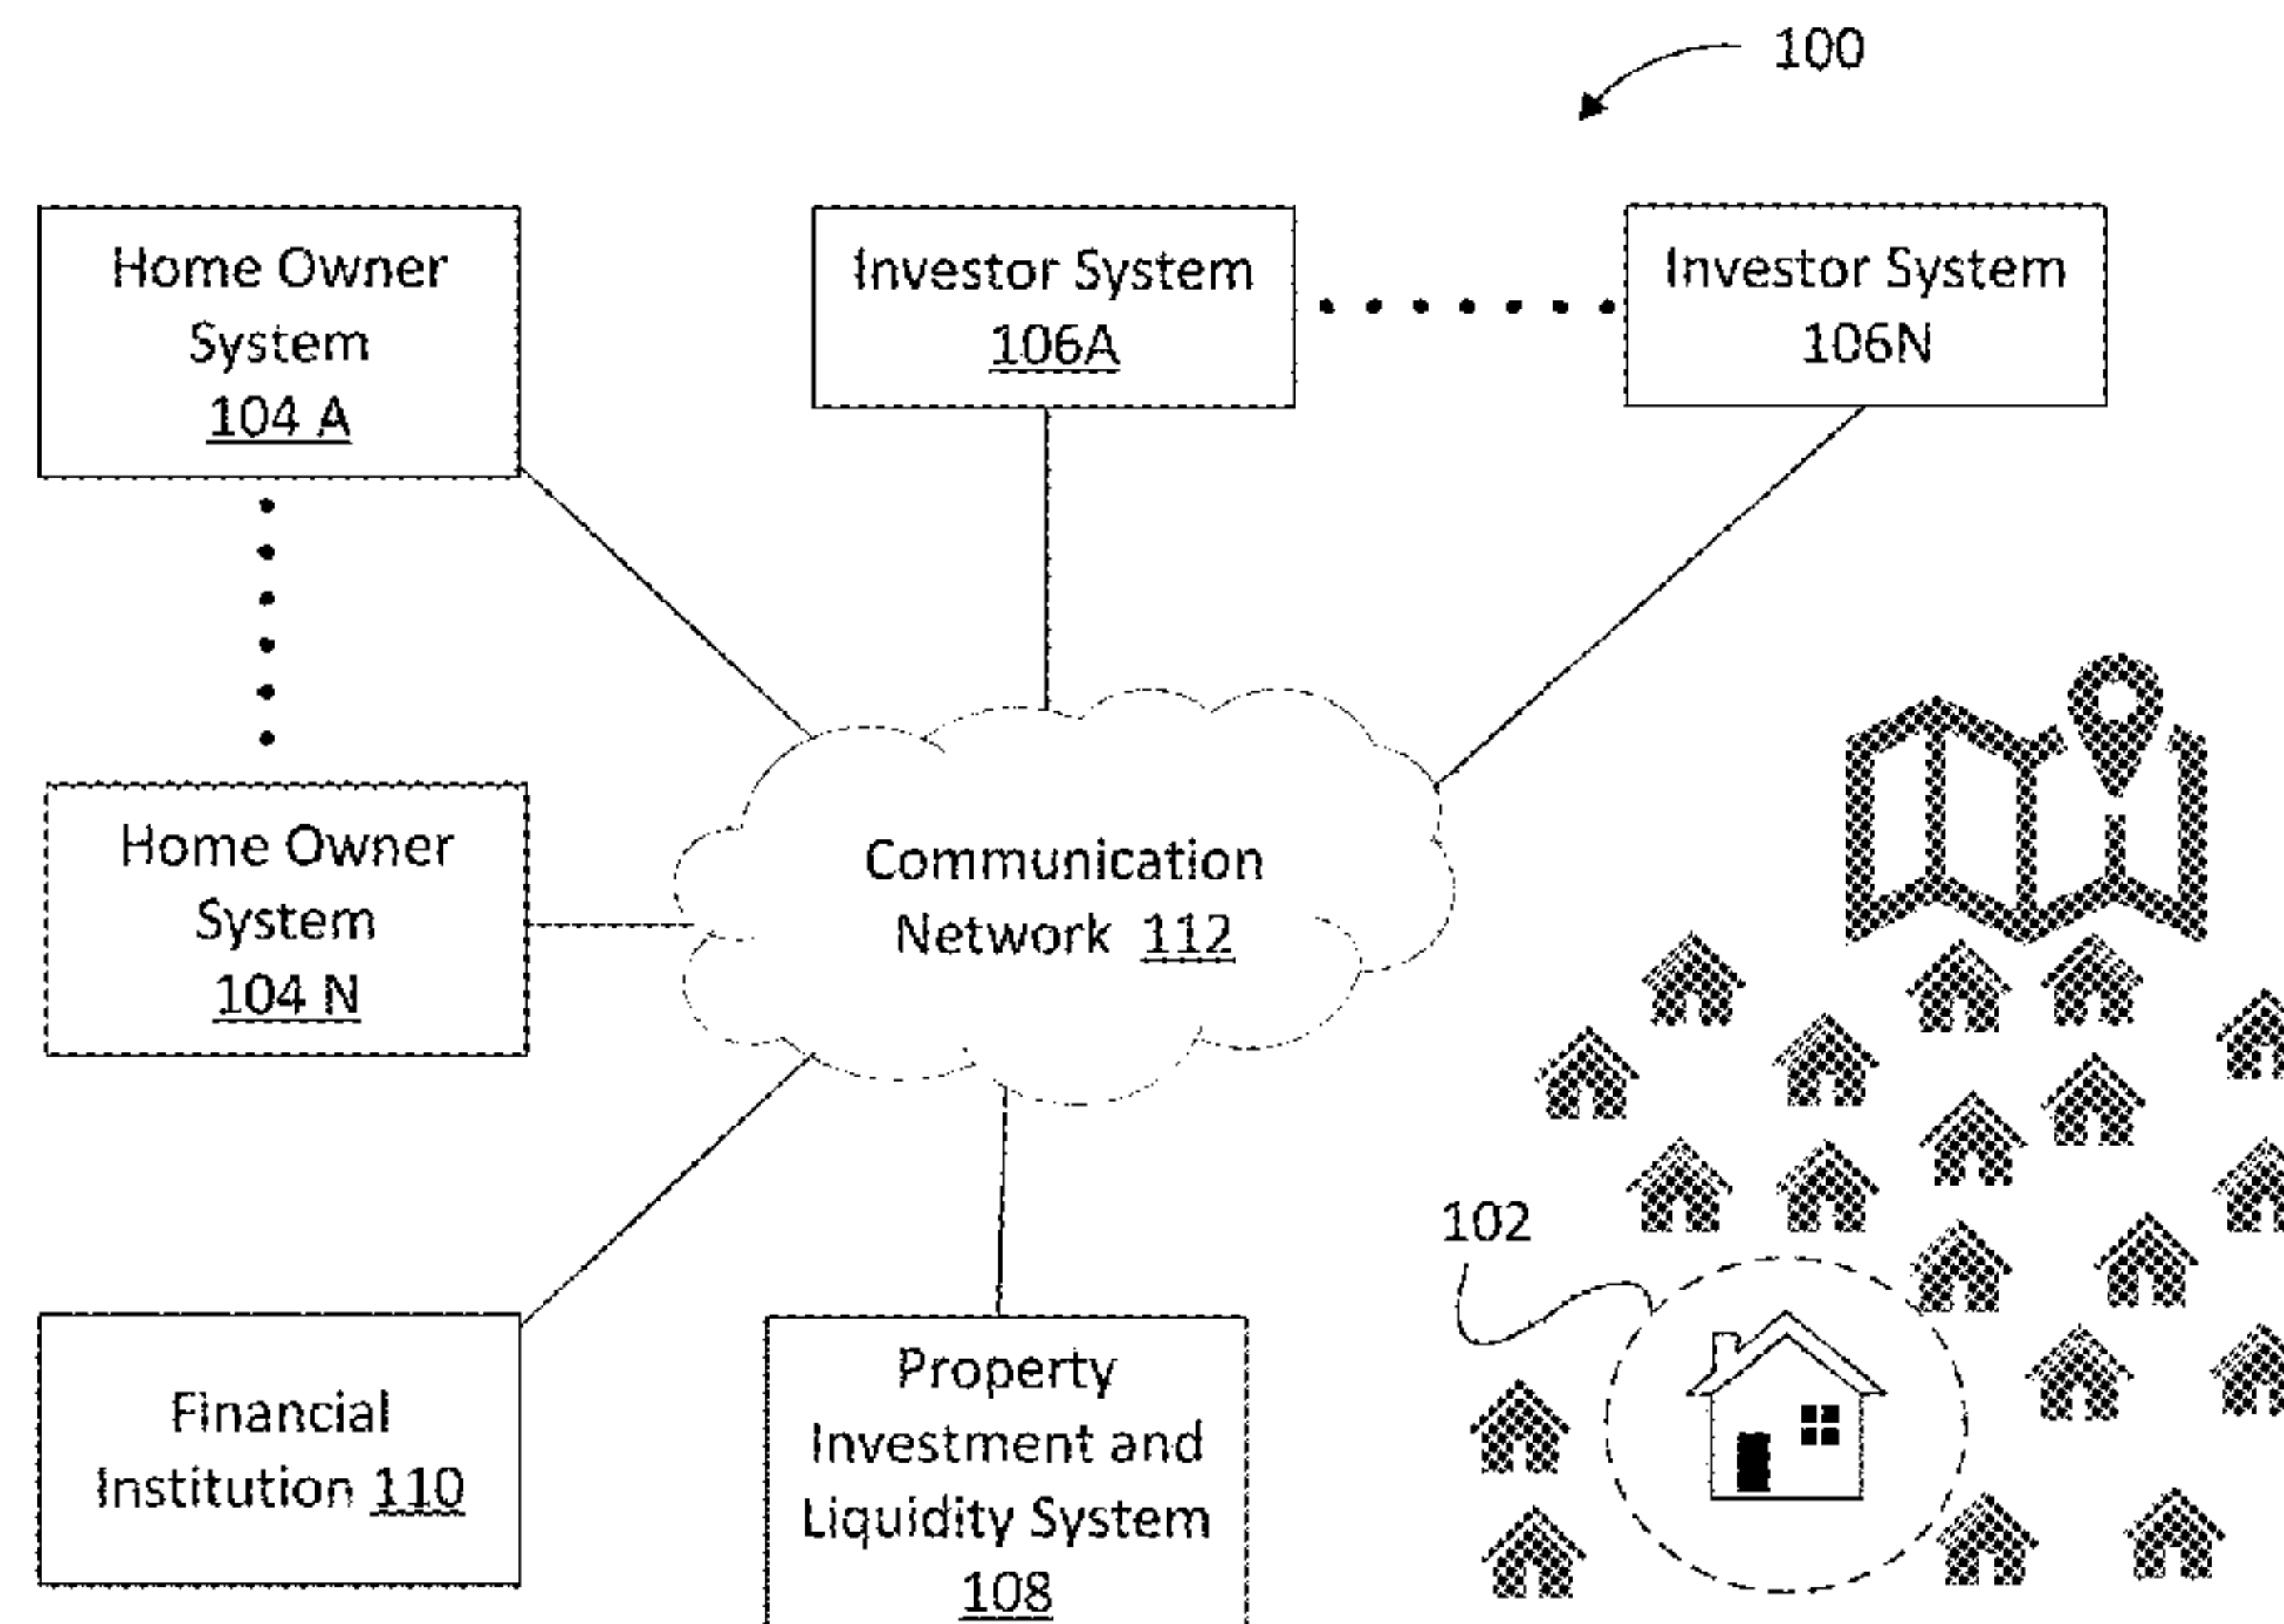 100
Home Owner
System
104 A
Investor System
106A
Investor System
106N
Home Owner
System
104 N
Communication
Network 112
102
Financial
Institution 110
Property
Investment and
Liquidity System
108